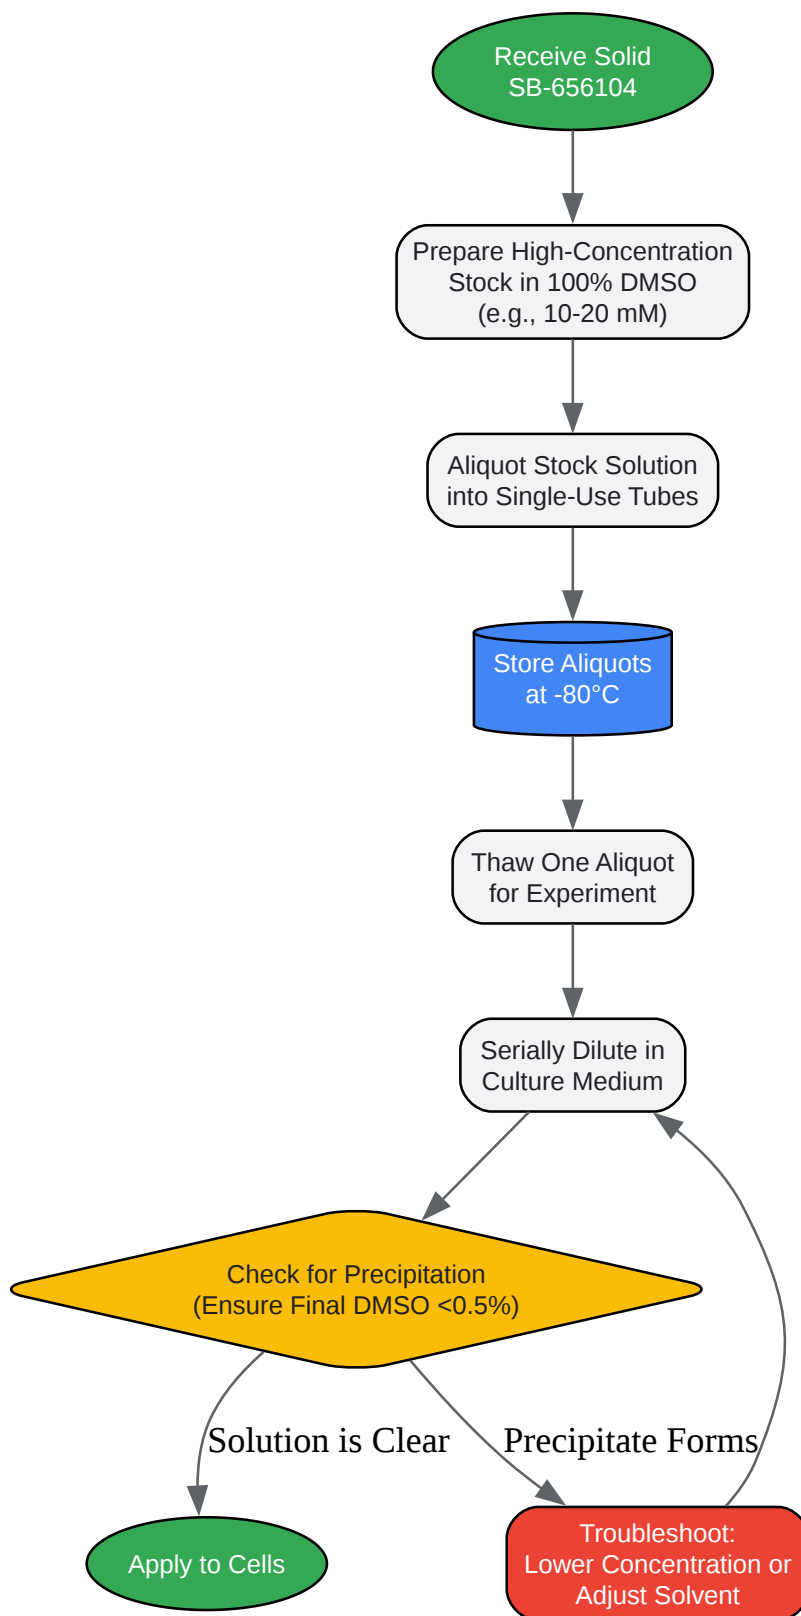 Receive Solid
SB-656104
Prepare High-Concentration
Stock in 100% DMSO
(e.g., 10-20 mM)
Aliquot Stock Solution
into Single-Use Tubes
Store Aliquots
at -80°C
Thaw One Aliquot
for Experiment
Serially Dilute in
Culture Medium
Check for Precipitation
(Ensure Final DMSO <0.5%)
Solution is Clear
Precipitate Forms
Apply to Cells
Troubleshoot:
Lower Concentration or
Adjust Solvent